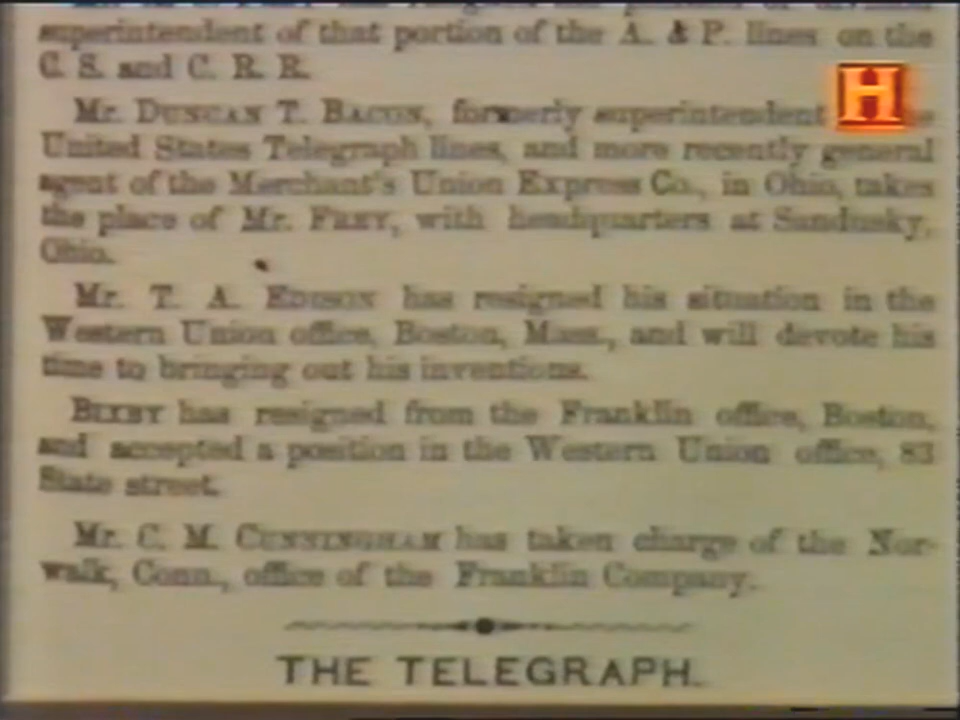 superintendent of that portion of the A. & P. lines on the
C. S. and C. R. R.
Mr. DUNCAN T. BACON, formerly superintendent
United States Telegraph lines, and more recently general
agent of the Merchant's Union Express Co., in Ohio, takes
the place of Mr. FREY, with headquarters at Sandusky,
Ohio.
Mr. T. A. EDISON has resigned his situation in the
Western Union office, Boston, Mass., and will devote his
time to bringing out his inventions.
BIXBY has resigned from the Franklin office, Boston,
and accepted a position in the Western Union office, 83
State street.
Mr. C. M. CUNNINGHAM has taken charge of the Nor-
walk, Conn., office of the Franklin Company.
THE TELEGRAPH.
H